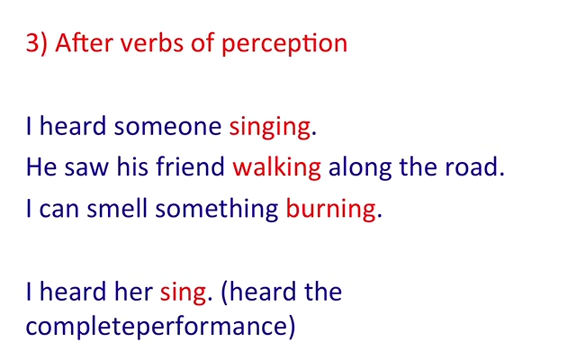 3) After verbs of perception
I heard someone singing.
He saw his friend walking along the road.
I can smell something burning.
I heard her sing. (heard the
completeperformance)